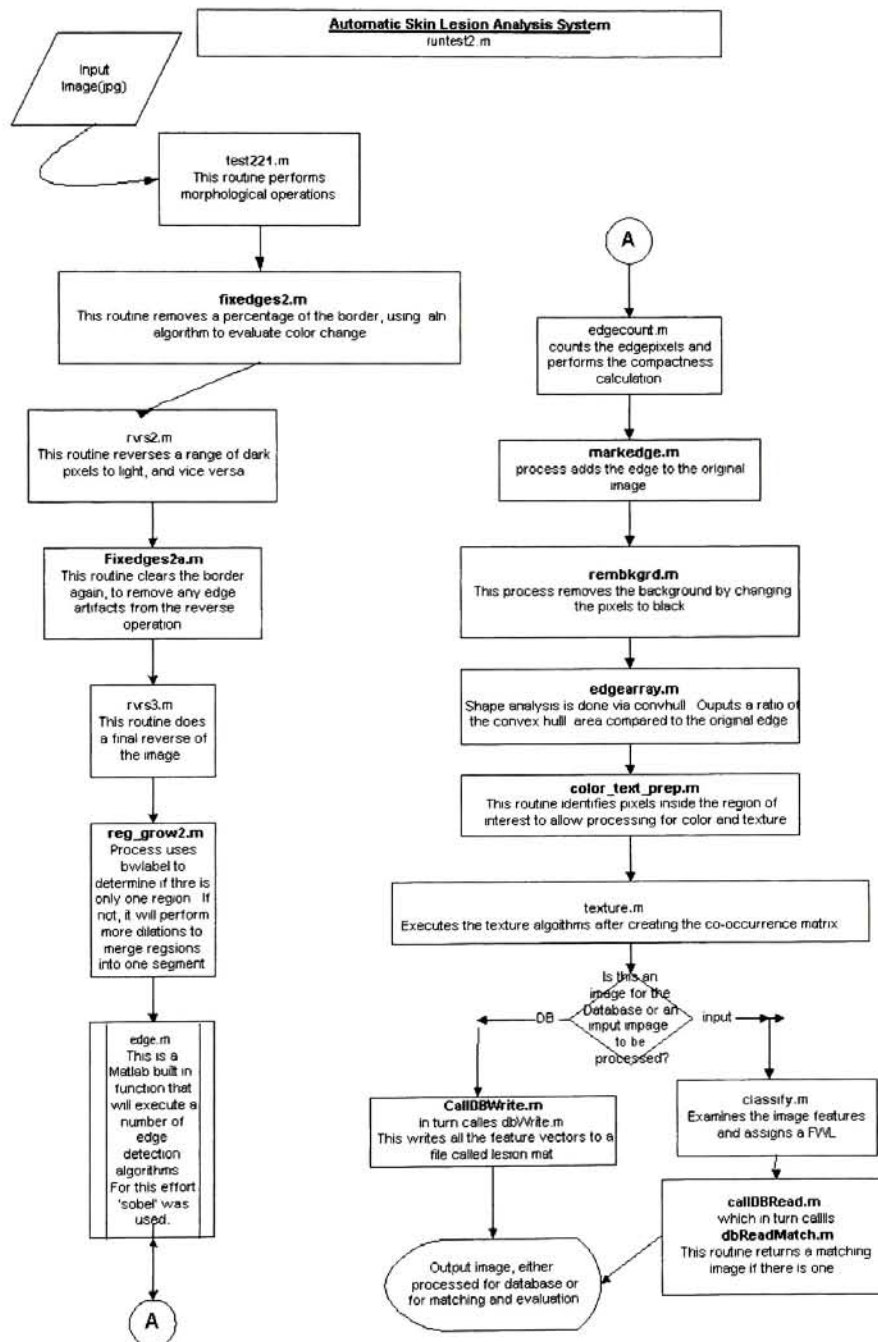 Automatic Skin Lesion Analysis System
runtest2.m
Input
Image(jpg)
test221.m
This routine performs
morphological operations
fixedges2.m
This routine removes a percentage of the border, using aln
algorithm to evaluate color change
rvrs2.m
This routine reverses a range of dark
pixels to light, and vice versa
Fixedges2a.m
This routine clears the border
again, to remove any edge
artifacts from the reverse
operation
rvrs3.m
This routine does
a final reverse of
the image
reg_grow2.m
Process uses
bwlabel to
determine if thre is
only one region If
not, it will perform
more dilations to
merge regsions
into one segment
edge.m
This is a
Matlab built in
function that
will execute a
number of
edge
detection
algorithms
For this effort
'sobel' was
used.
A
A
edgecount.m
counts the edgepixels and
performs the compactness
calculation
markedge.m
process adds the edge to the original
image
rembkgrd.m
This process removes the background by changing
the pixels to black
edgearray.m
Shape analysis is done via convhull Ouputs a ratio of
the convex hulll area compared to the original edge
color_text_prep.m
This routine identifies pixels inside the region of
interest to allow processing for color and texture
texture.m
Executes the texture algoithms after creating the co-occurrence matrix
Is this an
image for the
Database or an
imput impage
to be
processed?
DB
input
CallDBWrite.m
in turn calles dbWrite.m
This writes all the feature vectors to a
file called lesion mat
classify.m
Examines the image features
and assigns a FWL
callDBRead.m
which in turn callls
dbReadMatch.m
This routine returns a matching
image if there is one
Output image, either
processed for database or
for matching and evaluation